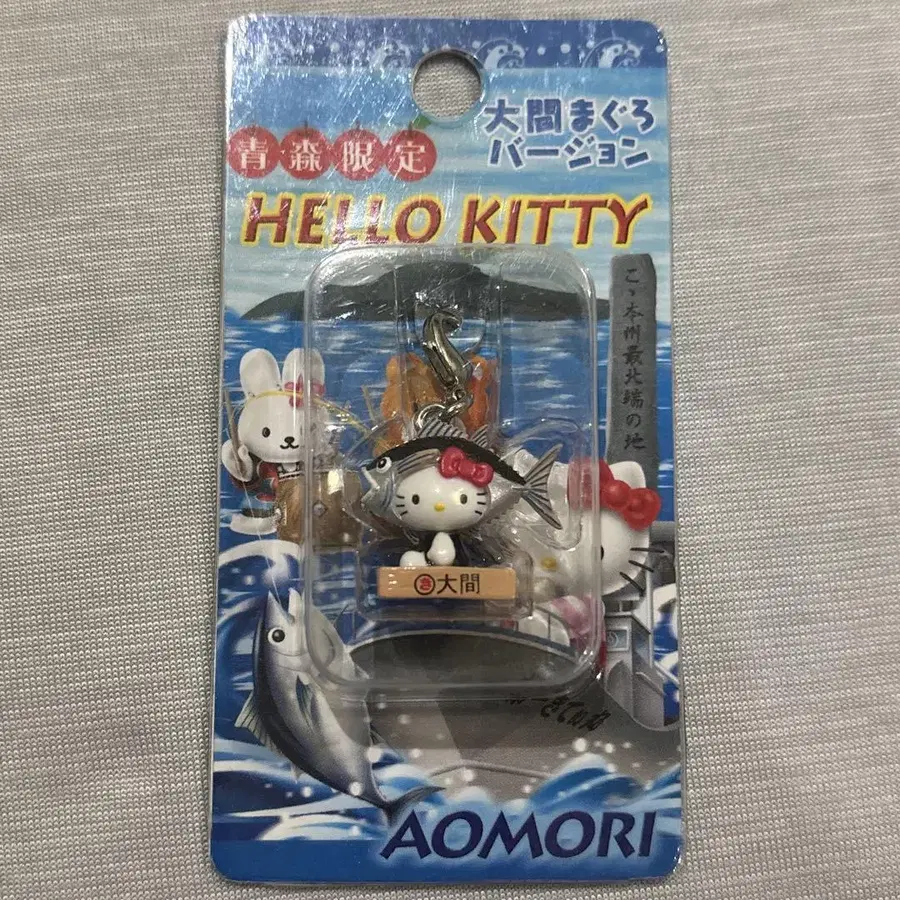 大間まぐろ
バージョン
青森限定
HELLO KITTY
こゝ本州最北端の地
大間
AOMORI